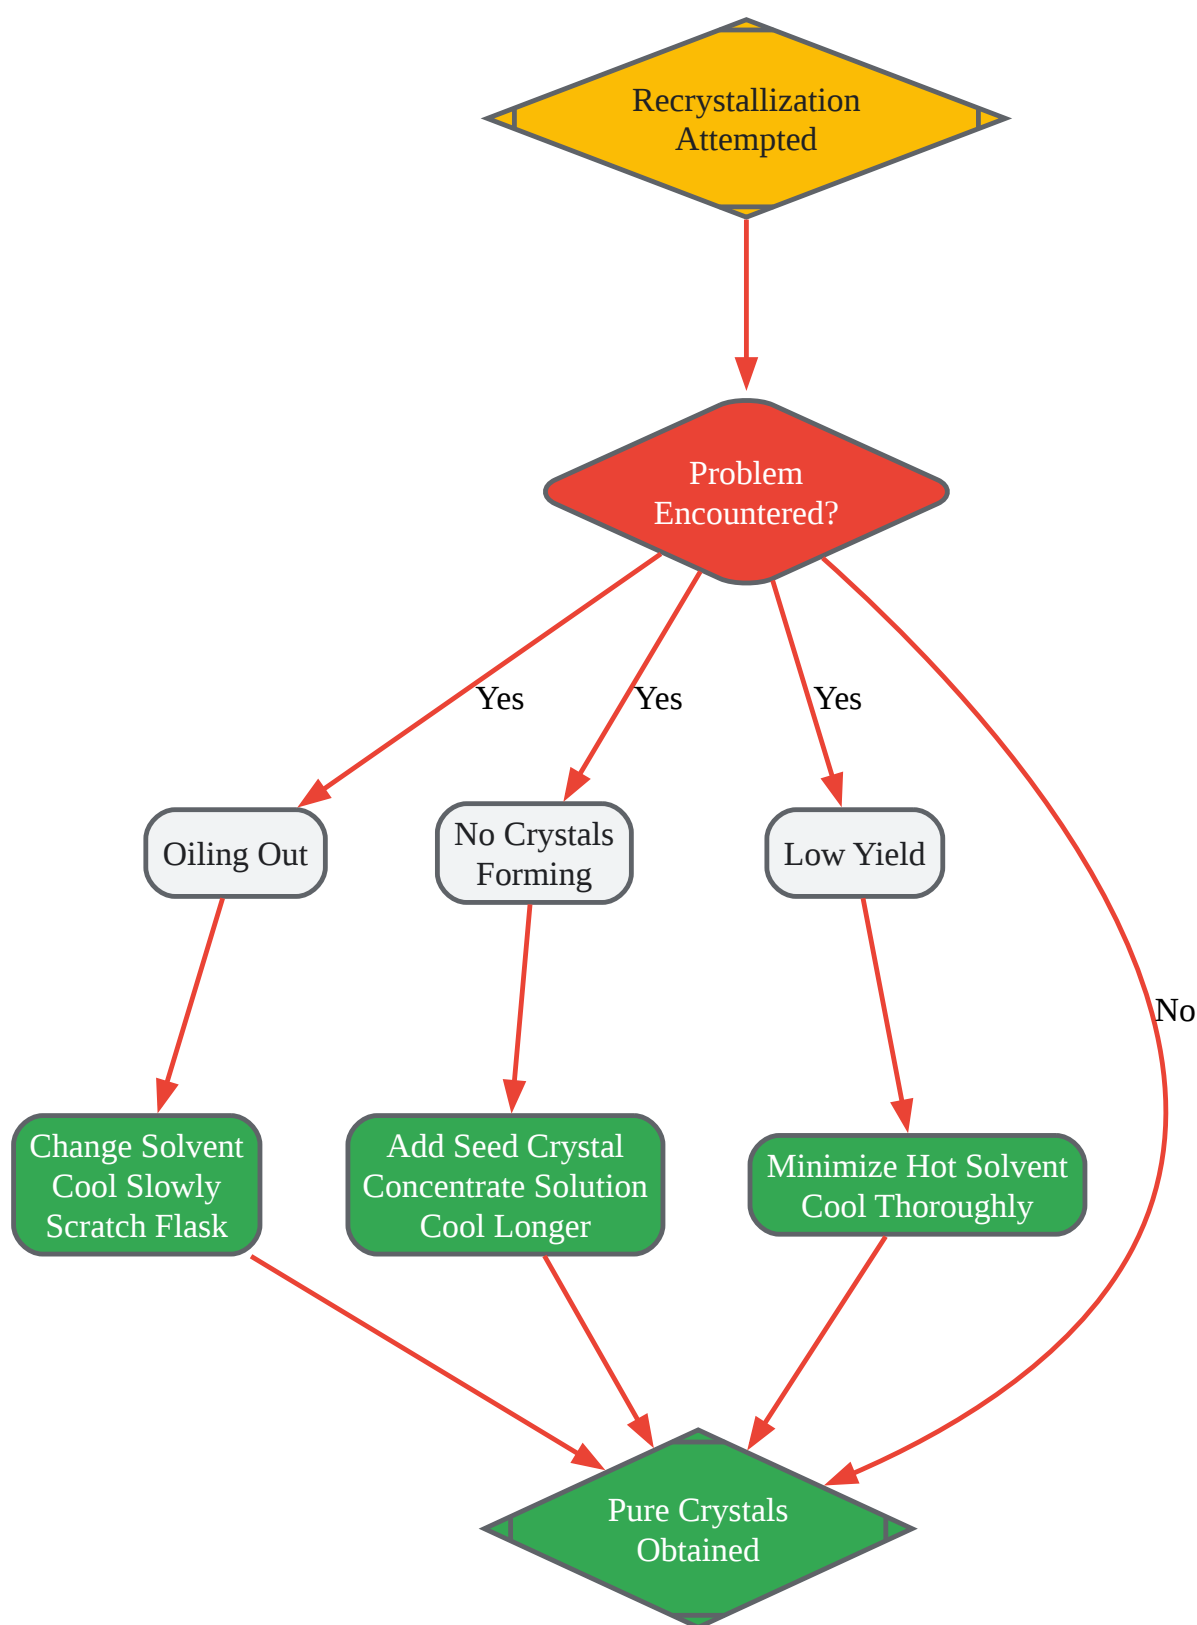 Recrystallization
Attempted
Problem
Encountered?
Yes
Yes
Yes
Oiling Out
No Crystals
Forming
Low Yield
No
Change Solvent
Cool Slowly
Scratch Flask
Add Seed Crystal
Concentrate Solution
Cool Longer
Minimize Hot Solvent
Cool Thoroughly
Pure Crystals
Obtained